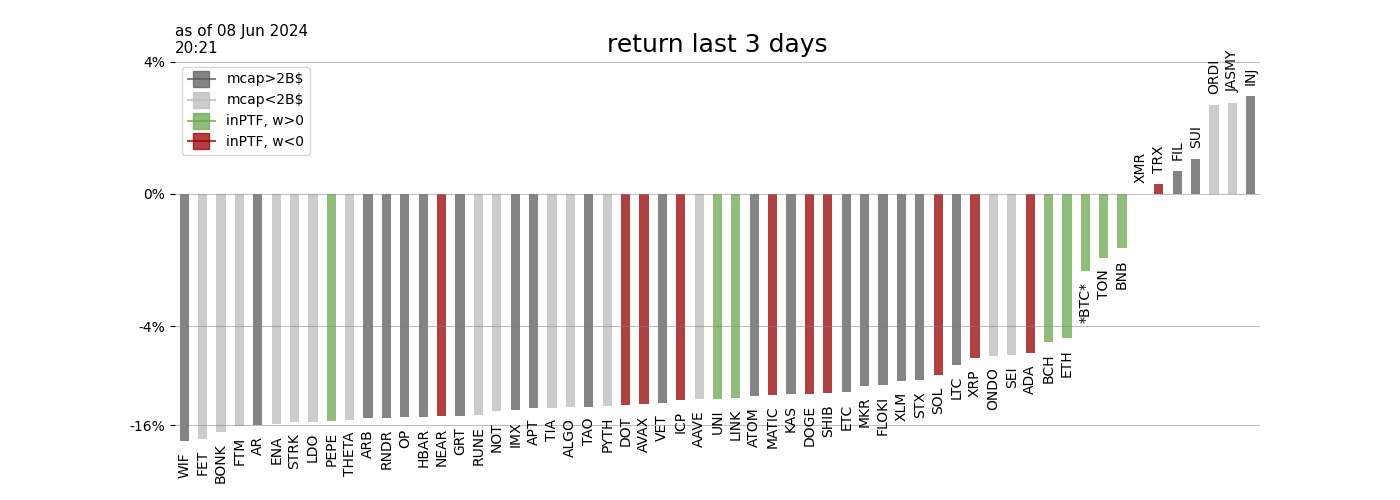 as of 08 Jun 2024
20:21
return last 3 days
4%
0%
-4%
-16%
mcap>2B$
mcap<2B$
inPTF, w>0
inPTF, w<0
WIF
FET
BONK
FTM
AR
ENA
STRK
LDO
PEPE
THETA
ARB
RNDR
OP
HBAR
NEAR
GRT
RUNE
NOT
IMX
APT
TIA
ALGO
TAO
PYTH
DOT
AVAX
VET
ICP
AAVE
UNI
LINK
ATOM
MATIC
KAS
DOGE
SHIB
ETC
MKR
FLOKI
XLM
STX
SOL
LTC
XRP
ONDO
SEI
ADA
BCH
ETH
*BTC*
TON
BNB
XMR
TRX
FIL
SUI
ORDI
JASMY
INJ